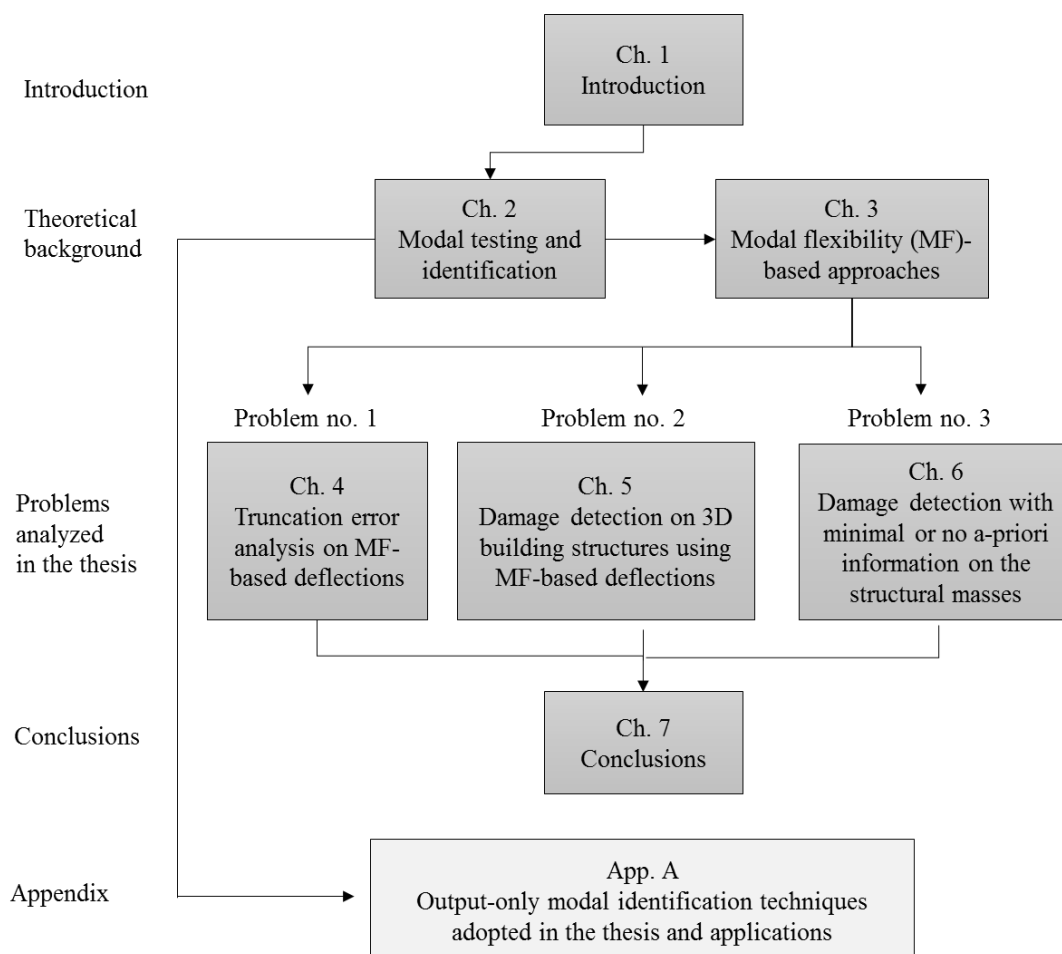 Introduction
Ch. 1
Introduction
Theoretical
background
Ch. 2
Modal testing and
identification
Ch. 3
Modal flexibility (MF)-
based approaches
Problems
analyzed
in the thesis
Problem no. 1
Ch. 4
Truncation error
analysis on MF-
based deflections
Problem no. 2
Ch. 5
Damage detection on 3D
building structures using
MF-based deflections
Problem no. 3
Ch. 6
Damage detection with
minimal or no a-priori
information on the
structural masses
Conclusions
Ch. 7
Conclusions
Appendix
App. A
Output-only modal identification techniques
adopted in the thesis and applications